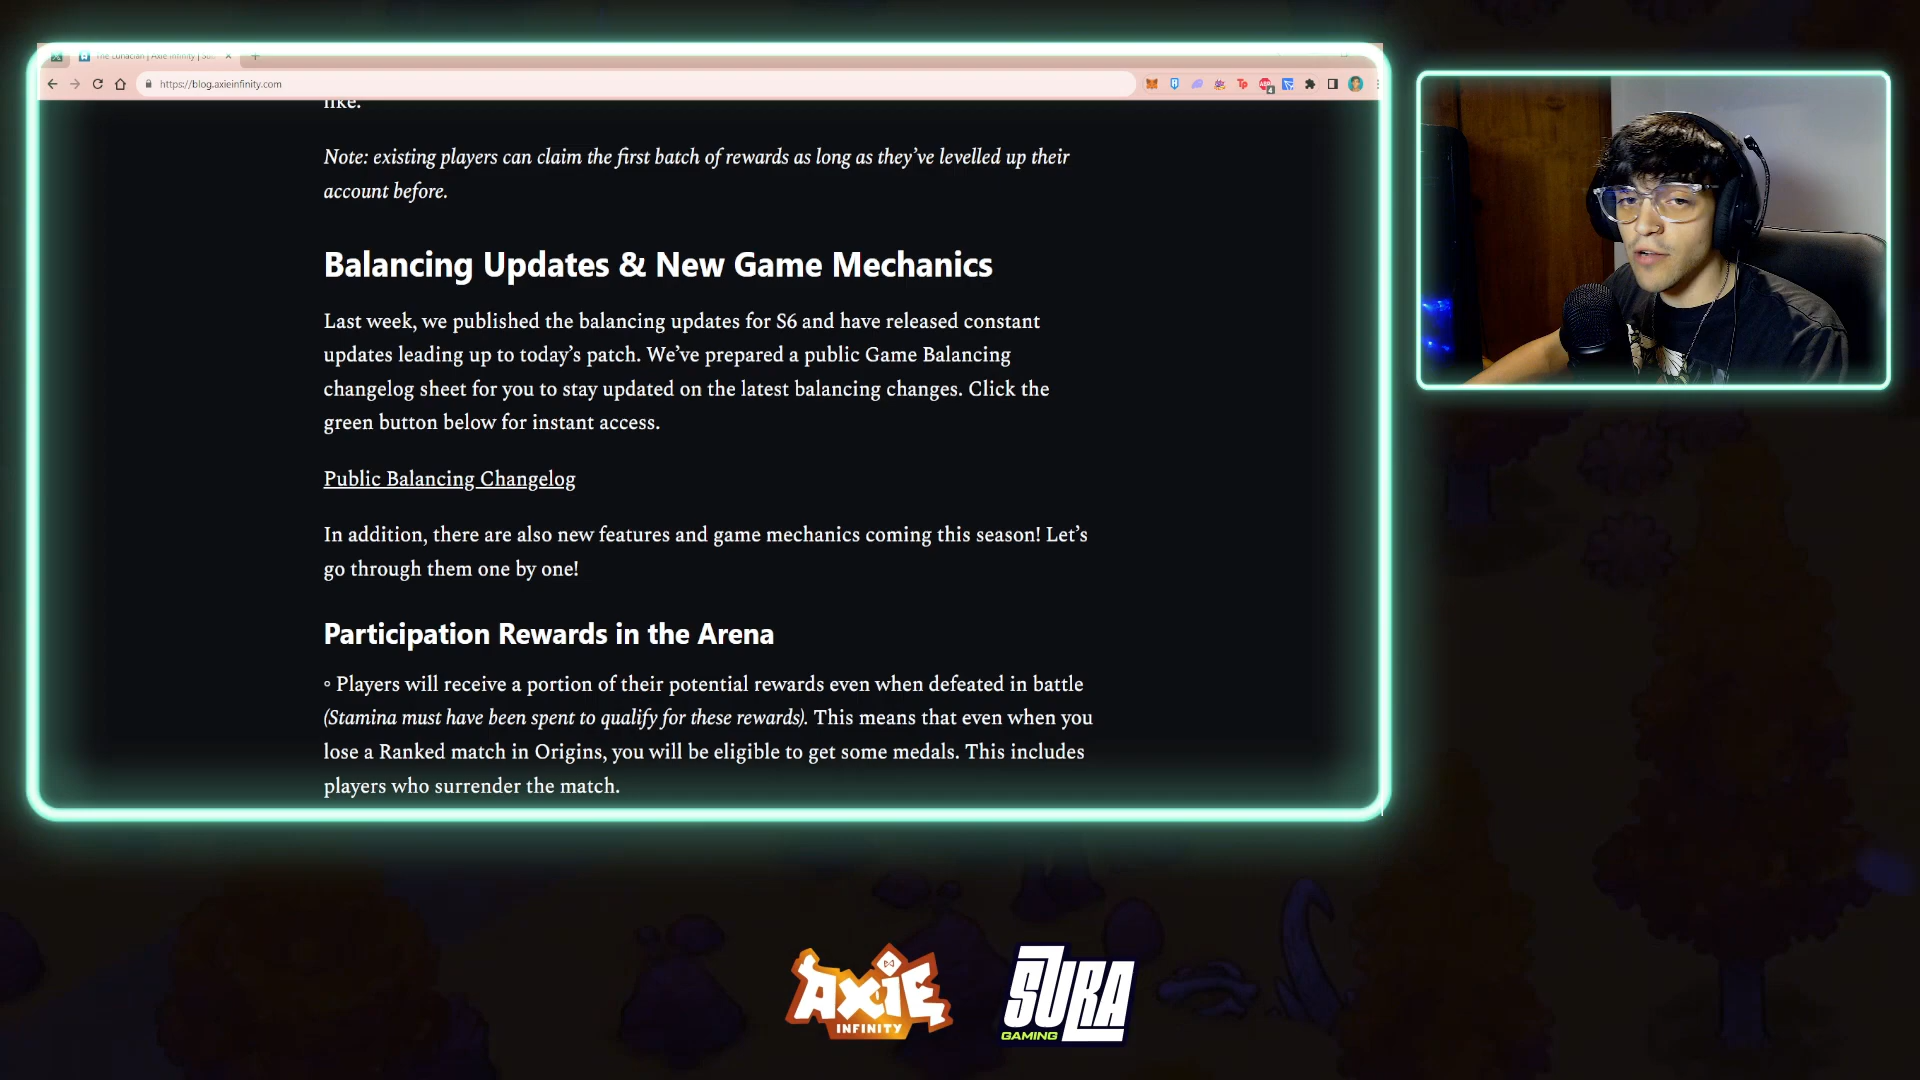 The Lunacian | Axie Infinity | Su
https://blog.axieinfinity.com
like.
Note: existing players can claim the first batch of rewards as long as they’ve levelled up their
account before.
Balancing Updates & New Game Mechanics
Last week, we published the balancing updates for S6 and have released constant
updates leading up to today’s patch. We’ve prepared a public Game Balancing
changelog sheet for you to stay updated on the latest balancing changes. Click the
green button below for instant access.
Public Balancing Changelog
In addition, there are also new features and game mechanics coming this season! Let’s
go through them one by one!
Participation Rewards in the Arena
◦ Players will receive a portion of their potential rewards even when defeated in battle
(Stamina must have been spent to qualify for these rewards). This means that even when you
lose a Ranked match in Origins, you will be eligible to get some medals. This includes
players who surrender the match.
AXIE
INFINITY
SURA
GAMING